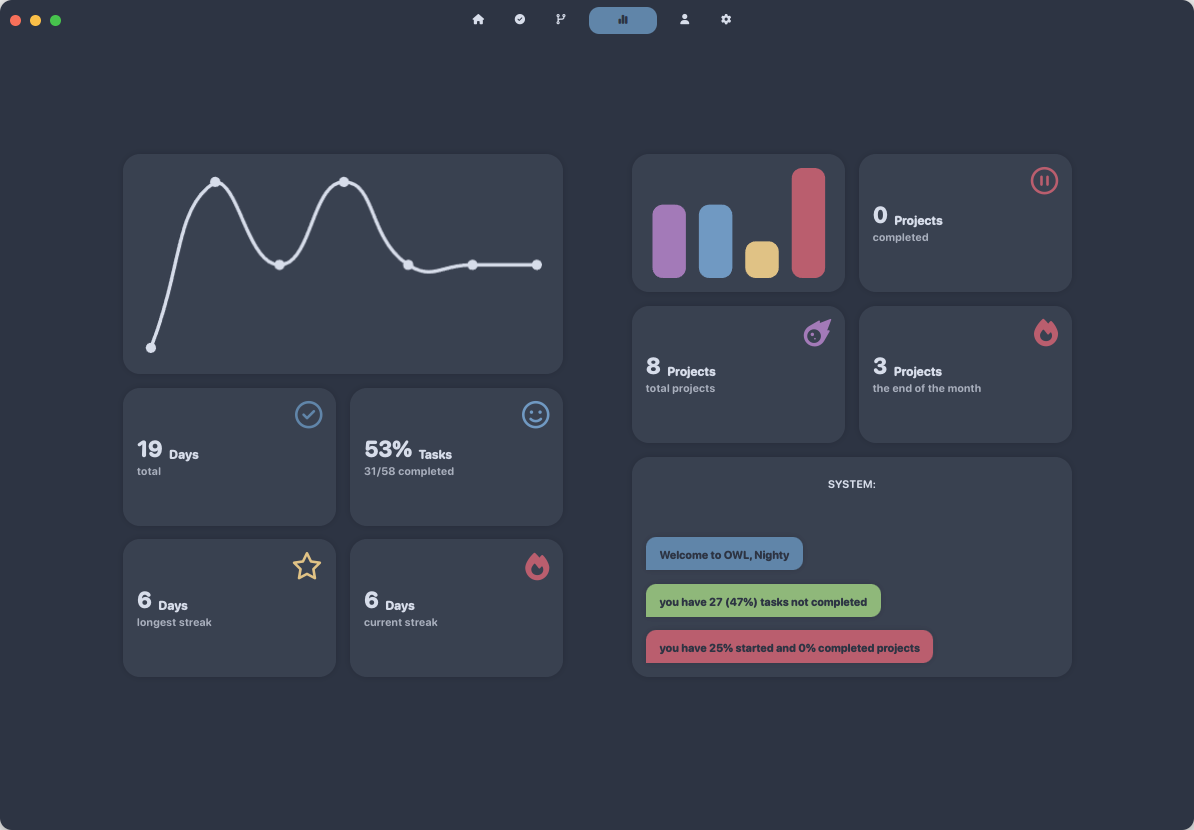 19 Days
total
53% Tasks
31/58 completed
6 Days
longest streak
6 Days
current streak
0 Projects
completed
8 Projects
total projects
3 Projects
the end of the month
SYSTEM:
Welcome to OWL, Nighty
you have 27 (47%) tasks not completed
you have 25% started and 0% completed projects